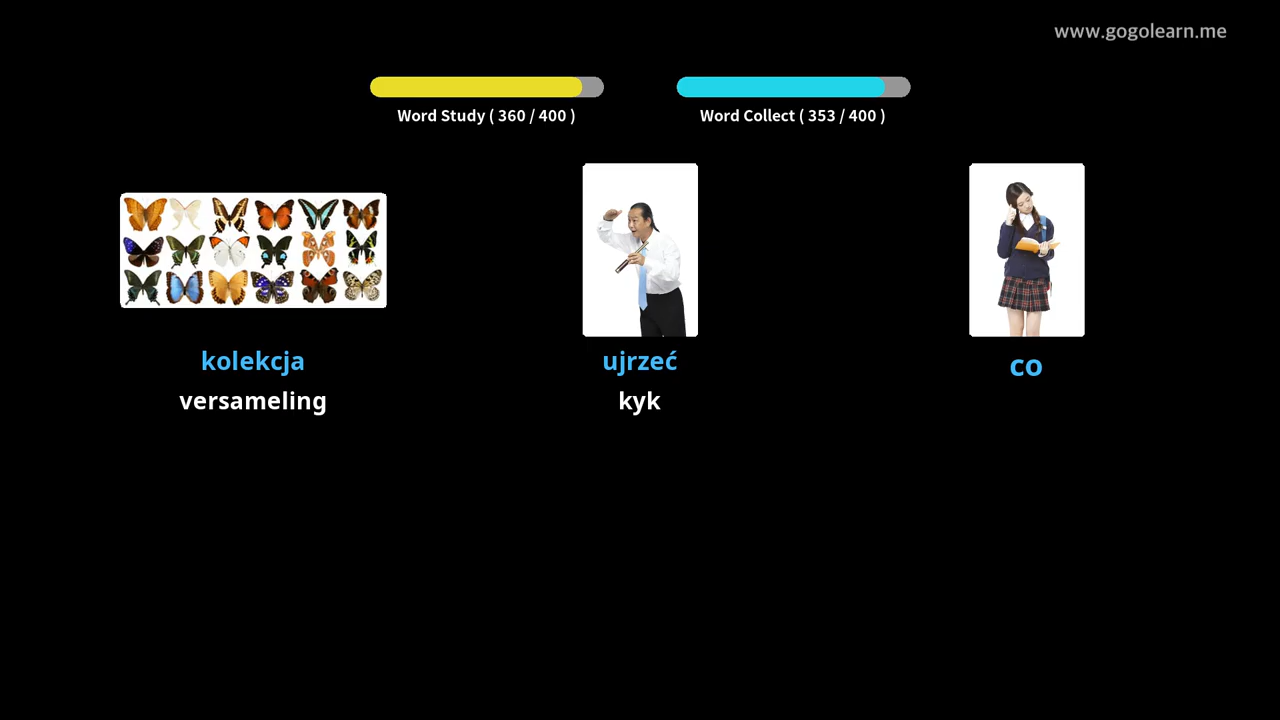 www.gogolearn.me
Word Study ( 360 / 400 )
Word Collect ( 353 / 400 )
kolekcja
versameling
ujrzeć
kyk
co